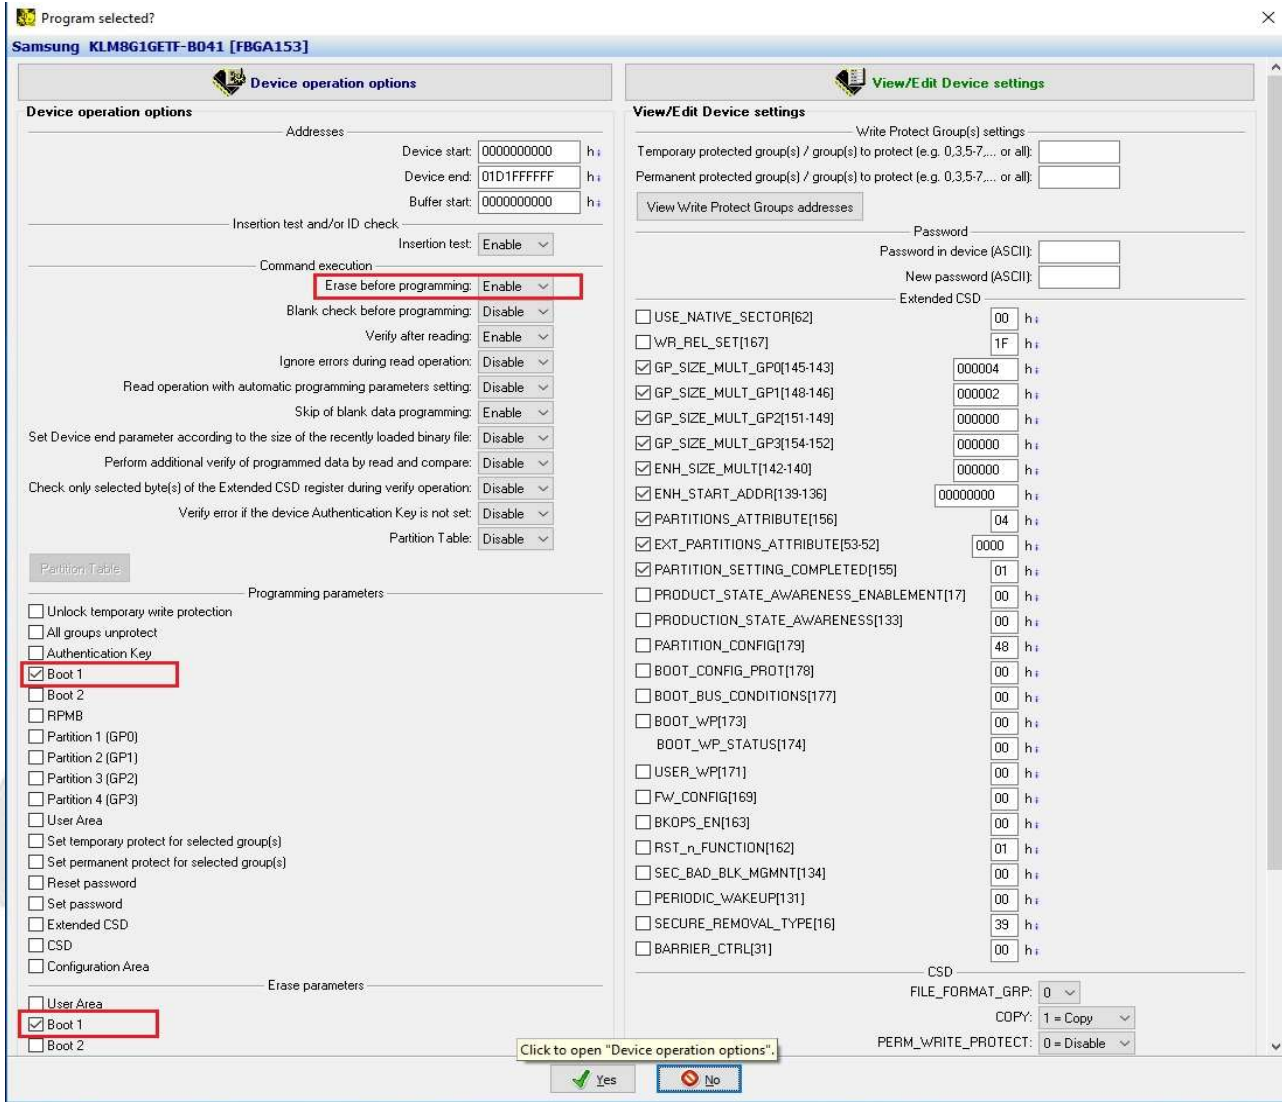 Program selected?
Samsung KLM8G1GETF-B041 [FBGA153]
Device operation options
Device operation options
Addresses
Device start: 0000000000 h
Device end: 01D1FFFFFF h
Buffer start: 0000000000 h
Insertion test and/or ID check
Insertion test: Enable
Command execution
Erase before programming: Enable
Blank check before programming: Disable
Verify after reading: Enable
Ignore errors during read operation: Disable
Read operation with automatic programming parameters setting: Disable
Skip of blank data programming: Enable
Set Device end parameter according to the size of the recently loaded binary file: Disable
Perform additional verify of programmed data by read and compare: Disable
Check only selected byte(s) of the Extended CSD register during verify operation: Disable
Verify error if the device Authentication Key is not set: Disable
Partition Table: Disable
Partition Table
Programming parameters
Unlock temporary write protection
All groups unprotect
Authentication Key
Boot 1
Boot 2
RPMB
Partition 1 (GP0)
Partition 2 (GP1)
Partition 3 (GP2)
Partition 4 (GP3)
User Area
Set temporary protect for selected group(s)
Set permanent protect for selected group(s)
Reset password
Set password
Extended CSD
CSD
Configuration Area
Erase parameters
User Area
Boot 1
Boot 2
View/Edit Device settings
View/Edit Device settings
Write Protect Group(s) settings
Temporary protected group(s) / group(s) to protect (e.g. 0,3,5-7,... or all):
Permanent protected group(s) / group(s) to protect (e.g. 0,3,5-7,... or all):
View Write Protect Groups addresses
Password
Password in device (ASCII):
New password (ASCII):
Extended CSD
USE_NATIVE_SECTOR[62] 00 h
WR_REL_SET[167] 1F h
GP_SIZE_MULT_GP0[145-143] 000004 h
GP_SIZE_MULT_GP1[148-146] 000002 h
GP_SIZE_MULT_GP2[151-149] 000000 h
GP_SIZE_MULT_GP3[154-152] 000000 h
ENH_SIZE_MULT[142-140] 000000 h
ENH_START_ADDR[139-136] 00000000 h
PARTITIONS_ATTRIBUTE[156] 04 h
EXT_PARTITIONS_ATTRIBUTE[53-52] 0000 h
PARTITION_SETTING_COMPLETED[155] 01 h
PRODUCT_STATE_AWARENESS_ENABLEMENT[17] 00 h
PRODUCTION_STATE_AWARENESS[133] 00 h
PARTITION_CONFIG[179] 48 h
BOOT_CONFIG_PROT[178] 00 h
BOOT_BUS_CONDITIONS[177] 00 h
BOOT_WP[173] 00 h
BOOT_WP_STATUS[174] 00 h
USER_WP[171] 00 h
FW_CONFIG[169] 00 h
BKOPS_EN[163] 00 h
RST_n_FUNCTION[162] 01 h
SEC_BAD_BLK_MGMNT[134] 00 h
PERIODIC_WAKEUP[131] 00 h
SECURE_REMOVAL_TYPE[16] 39 h
BARRIER_CTRL[31] 00 h
CSD
FILE_FORMAT_GRP: 0
COPY: 1 = Copy
PERM_WRITE_PROTECT: 0 = Disable
Click to open "Device operation options".
Yes
No